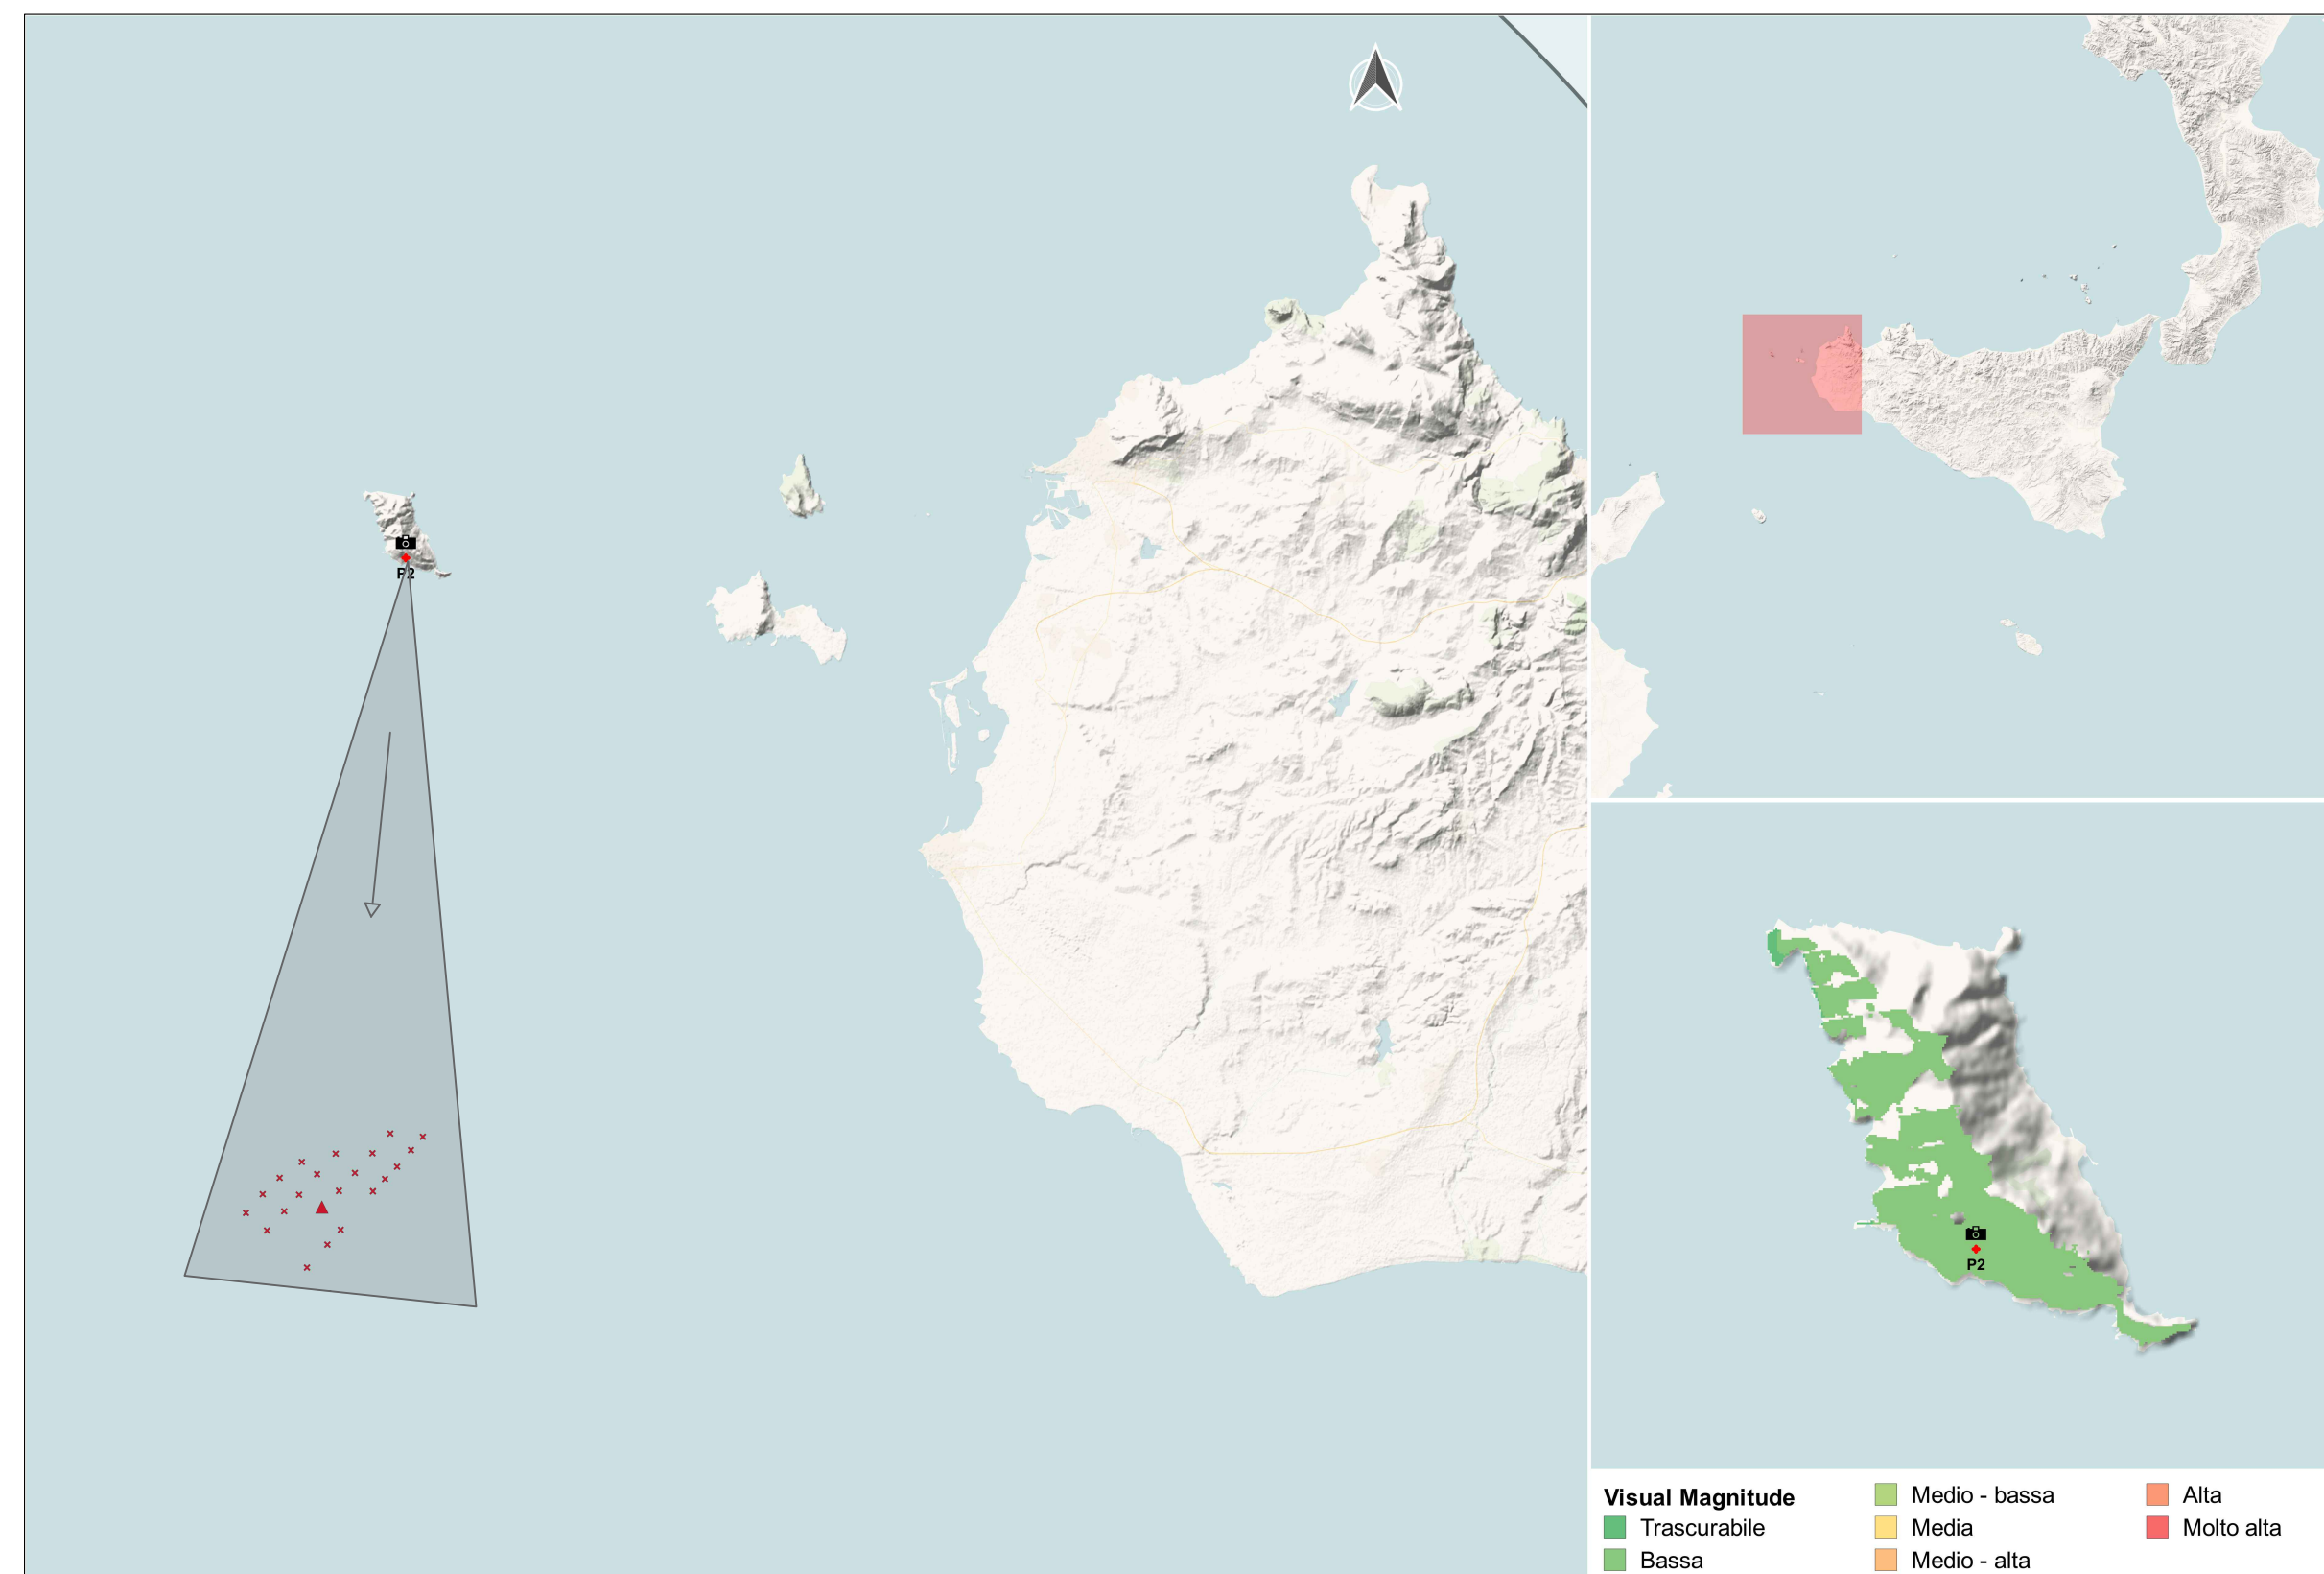 P2
P2
Visual Magnitude
Trascurabile
Bassa
Medio - bassa
Media
Medio - alta
Alta
Molto alta